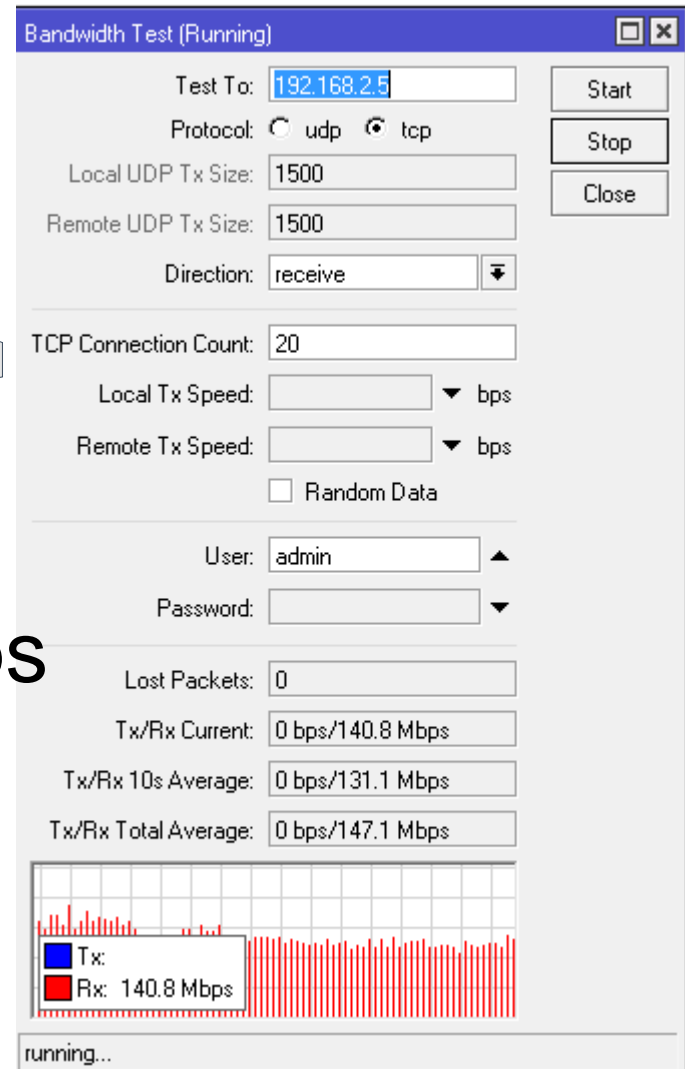 Bandwidth Test (Running)
Test To: 192.168.2.5 Start
Protocol: udp tcp Stop
Local UDP Tx Size: 1500 Close
Remote UDP Tx Size: 1500
Direction: receive
TCP Connection Count: 20
Local Tx Speed: bps
Remote Tx Speed: bps
Random Data
User: admin
Password:
Lost Packets: 0
Tx/Rx Current: 0 bps/140.8 Mbps
Tx/Rx 10s Average: 0 bps/131.1 Mbps
Tx/Rx Total Average: 0 bps/147.1 Mbps
Tx:
Rx: 140.8 Mbps
running...